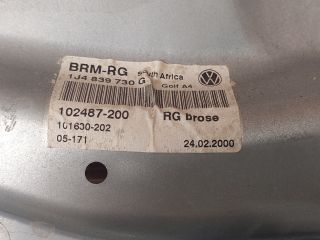 BRM-RG south Africa
1J4 839 730 G Golf A4
102487-200 RG brose
101630-202
05-171 24.02.2000